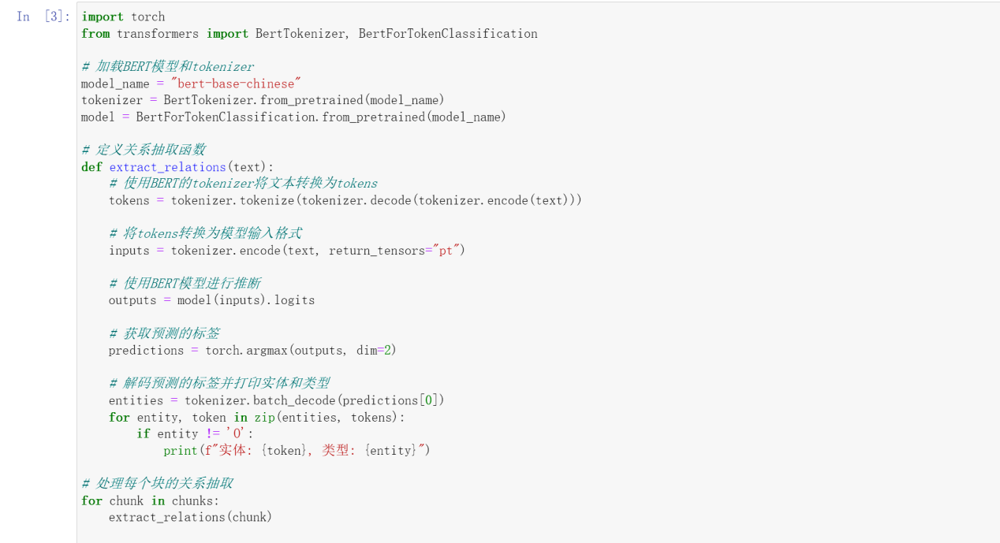 In [3]: import torch
from transformers import BertTokenizer, BertForTokenClassification
# 加载BERT模型和tokenizer
model_name = "bert-base-chinese"
tokenizer = BertTokenizer.from_pretrained(model_name)
model = BertForTokenClassification.from_pretrained(model_name)
# 定义关系抽取函数
def extract_relations(text):
    # 使用BERT的tokenizer将文本转换为tokens
    tokens = tokenizer.tokenize(tokenizer.decode(tokenizer.encode(text)))
    # 将tokens转换为模型输入格式
    inputs = tokenizer.encode(text, return_tensors="pt")
    # 使用BERT模型进行推断
    outputs = model(inputs).logits
    # 获取预测的标签
    predictions = torch.argmax(outputs, dim=2)
    # 解码预测的标签并打印实体和类型
    entities = tokenizer.batch_decode(predictions[0])
    for entity, token in zip(entities, tokens):
        if entity != 'O':
            print(f"实体: {token}, 类型: {entity}")
# 处理每个块的关系抽取
for chunk in chunks:
    extract_relations(chunk)